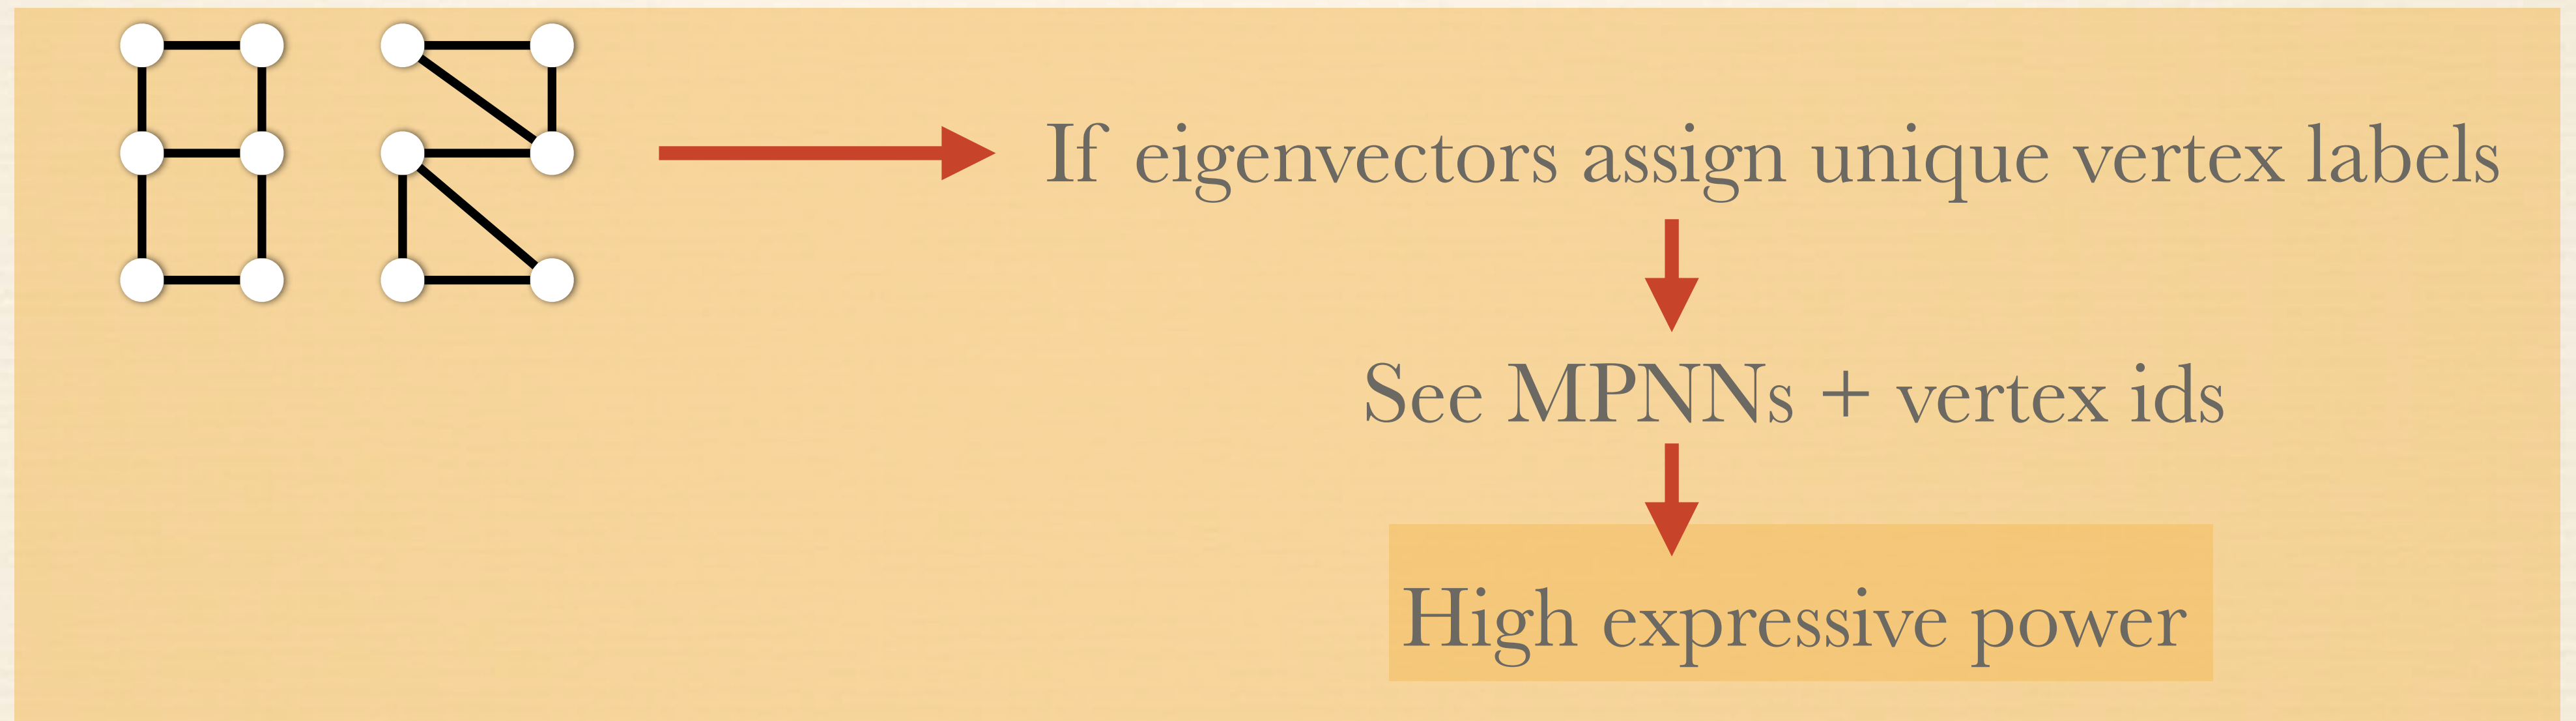 If eigenvectors assign unique vertex labels
See MPNNs + vertex ids
High expressive power